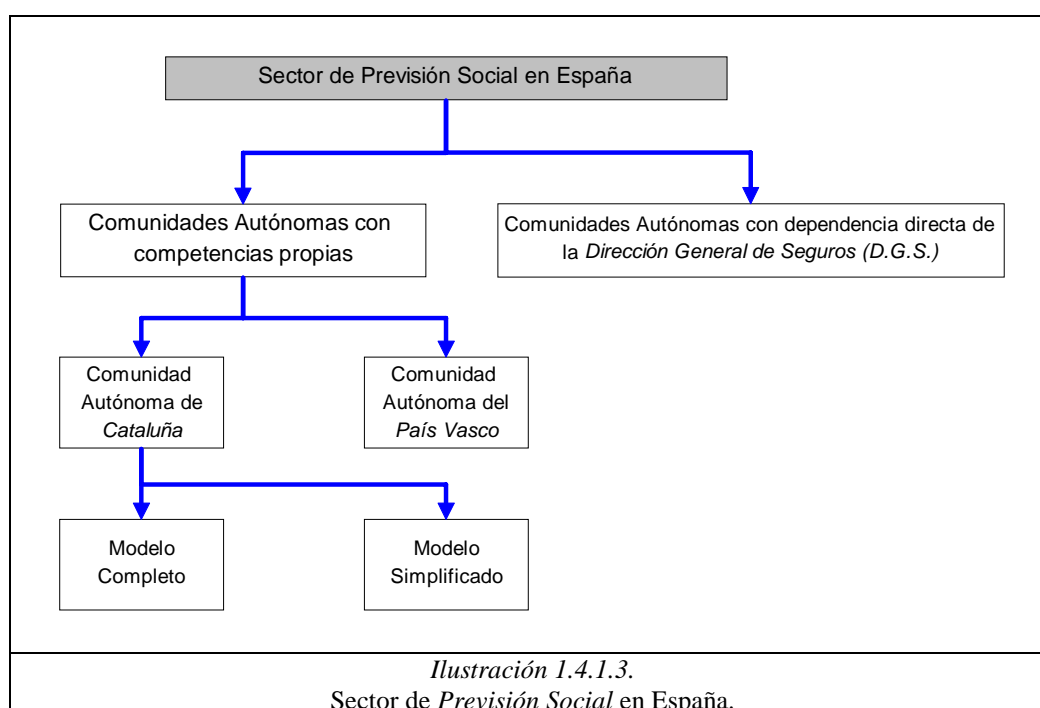 Sector de Previsión Social en España
Comunidades Autónomas con
competencias propias
Comunidades Autónomas con dependencia directa de
la Dirección General de Seguros (D.G.S.)
Comunidad
Autónoma de
Cataluña
Comunidad
Autónoma del
País Vasco
Modelo
Completo
Modelo
Simplificado
Ilustración 1.4.1.3.
Sector de Previsión Social en España.